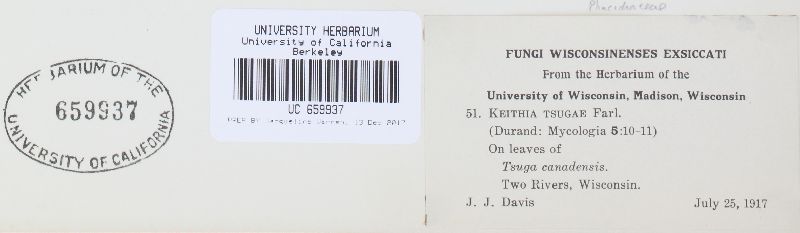 Phacidiaceae
UNIVERSITY HERBARIUM
University of California
Berkeley
UC 659937
HERBARIUM OF THE
659937
UNIVERSITY OF CALIFORNIA
FUNGI WISCONSINENSES EXSICCATI
From the Herbarium of the
University of Wisconsin, Madison, Wisconsin
51. KEITHIA TSUGAE Farl.
(Durand: Mycologia 5:10-11)
On leaves of
Tsuga canadensis.
Two Rivers, Wisconsin.
J. J. Davis July 25, 1917